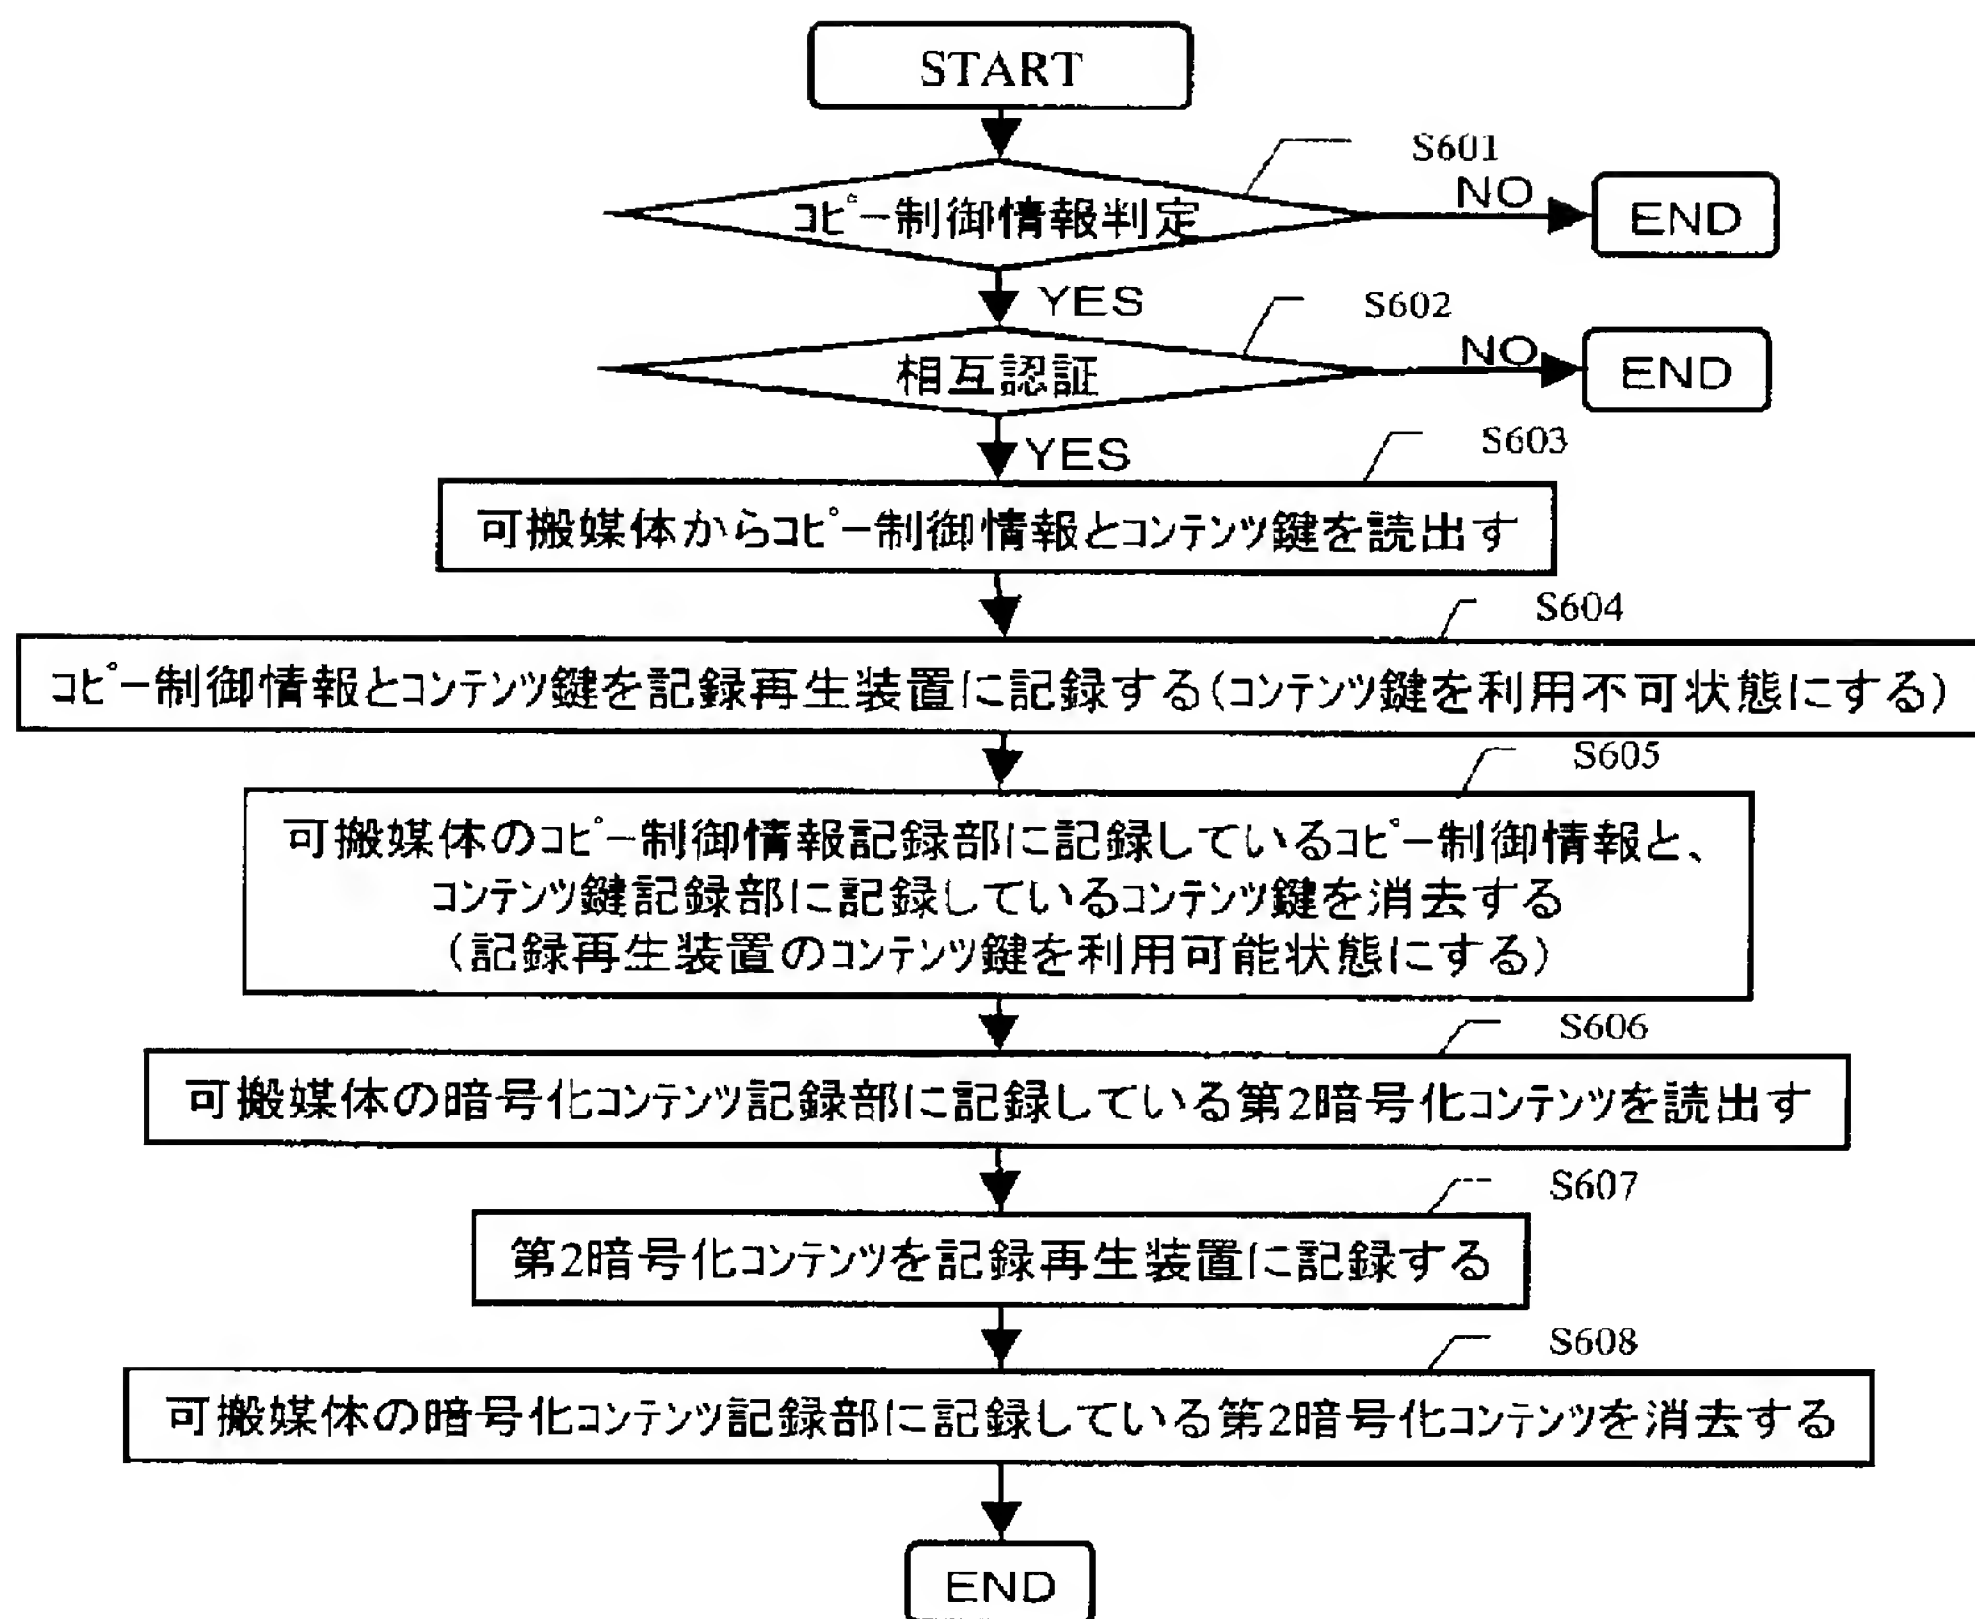 START
S601
コピー制御情報判定
NO
END
YES
S602
相互認証
NO
END
YES
S603
可搬媒体からコピー制御情報とコンテンツ鍵を読出す
S604
コピー制御情報とコンテンツ鍵を記録再生装置に記録する(コンテンツ鍵を利用不可状態にする)
S605
可搬媒体のコピー制御情報記録部に記録しているコピー制御情報と、
コンテンツ鍵記録部に記録しているコンテンツ鍵を消去する
(記録再生装置のコンテンツ鍵を利用可能状態にする)
S606
可搬媒体の暗号化コンテンツ記録部に記録している第2暗号化コンテンツを読出す
S607
第2暗号化コンテンツを記録再生装置に記録する
S608
可搬媒体の暗号化コンテンツ記録部に記録している第2暗号化コンテンツを消去する
END